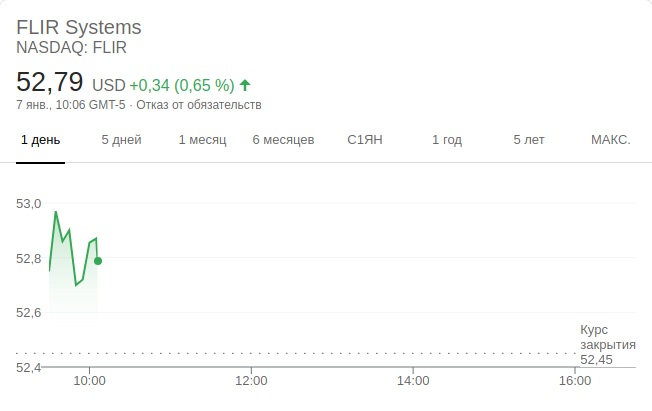 FLIR Systems
NASDAQ: FLIR
52,79 USD +0,34 (0,65 %)
7 янв., 10:06 GMT-5 · Отказ от обязательств
1 день 5 дней 1 месяц 6 месяцев С1ЯН 1 год 5 лет МАКС.
53,0
52,8
52,6
Курс
закрытия
52,45
52,4
10:00 12:00 14:00 16:00